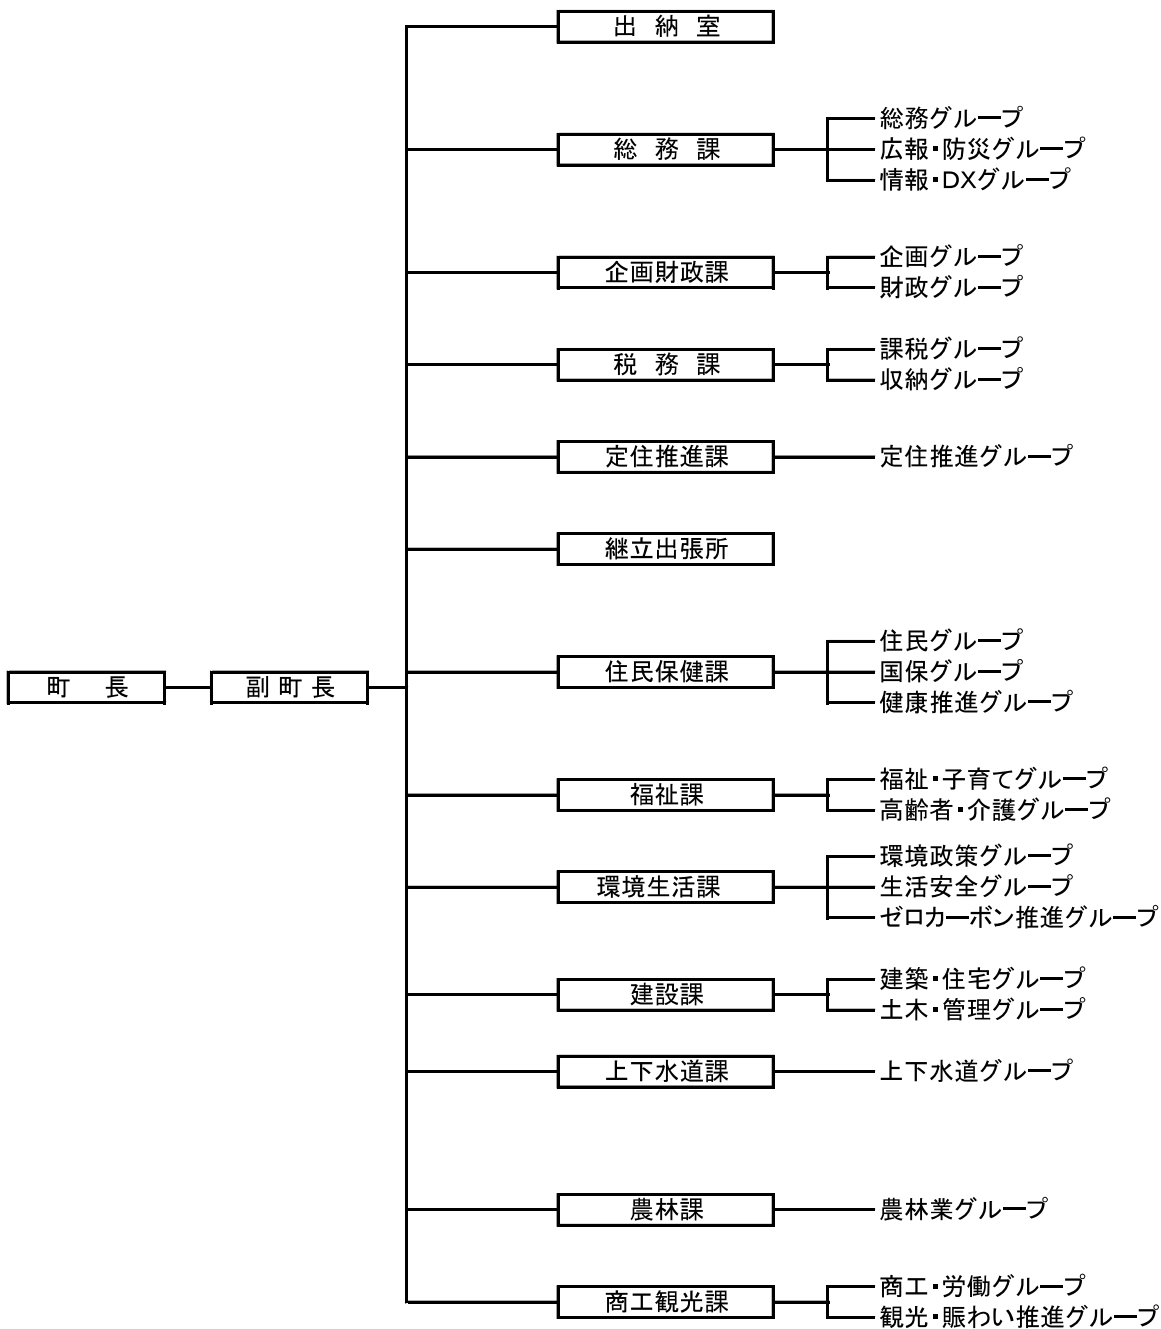 出納室
総務課
総務グループ
広報・防災グループ
情報・DXグループ
企画財政課
企画グループ
財政グループ
税務課
課税グループ
収納グループ
定住推進課
定住推進グループ
継立出張所
町長
副町長
住民保健課
住民グループ
国保グループ
健康推進グループ
福祉課
福祉・子育てグループ
高齢者・介護グループ
環境生活課
環境政策グループ
生活安全グループ
ゼロカーボン推進グループ
建設課
建築・住宅グループ
土木・管理グループ
上下水道課
上下水道グループ
農林課
農林業グループ
商工観光課
商工・労働グループ
観光・賑わい推進グループ